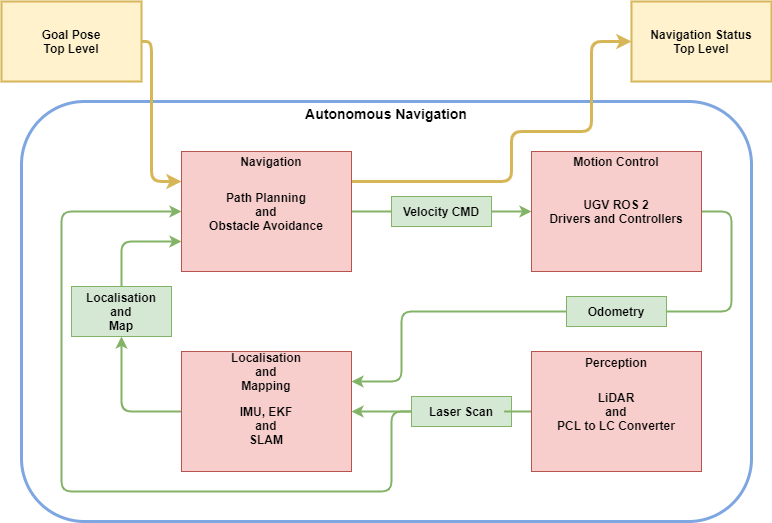 Goal Pose
Top Level
Navigation Status
Top Level
Autonomous Navigation
Navigation
Path Planning
and
Obstacle Avoidance
Velocity CMD
Motion Control
UGV ROS 2
Drivers and Controllers
Localisation
and
Map
Odometry
Localisation
and
Mapping
IMU, EKF
and
SLAM
Laser Scan
Perception
LiDAR
and
PCL to LC Converter